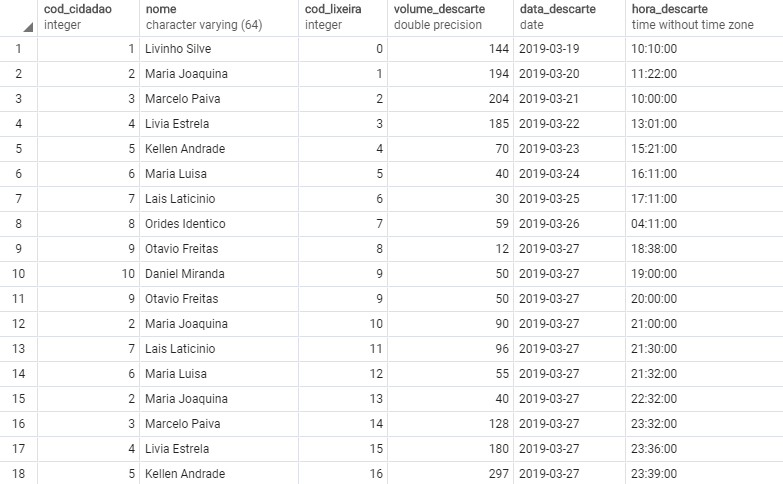 cod_cidadao nome cod_lixeira volume_descarte data_descarte hora_descarte
integer character varying (64) integer double precision date time without time zone
1 1 Livinho Silve 0 144 2019-03-19 10:10:00
2 2 Maria Joaquina 1 194 2019-03-20 11:22:00
3 3 Marcelo Paiva 2 204 2019-03-21 10:00:00
4 4 Livia Estrela 3 185 2019-03-22 13:01:00
5 5 Kellen Andrade 4 70 2019-03-23 15:21:00
6 6 Maria Luisa 5 40 2019-03-24 16:11:00
7 7 Lais Laticinio 6 30 2019-03-25 17:11:00
8 8 Orides Identico 7 59 2019-03-26 04:11:00
9 9 Otavio Freitas 8 12 2019-03-27 18:38:00
10 10 Daniel Miranda 9 50 2019-03-27 19:00:00
11 9 Otavio Freitas 9 50 2019-03-27 20:00:00
12 2 Maria Joaquina 10 90 2019-03-27 21:00:00
13 7 Lais Laticinio 11 96 2019-03-27 21:30:00
14 6 Maria Luisa 12 55 2019-03-27 21:32:00
15 2 Maria Joaquina 13 40 2019-03-27 22:32:00
16 3 Marcelo Paiva 14 128 2019-03-27 23:32:00
17 4 Livia Estrela 15 180 2019-03-27 23:36:00
18 5 Kellen Andrade 16 297 2019-03-27 23:39:00